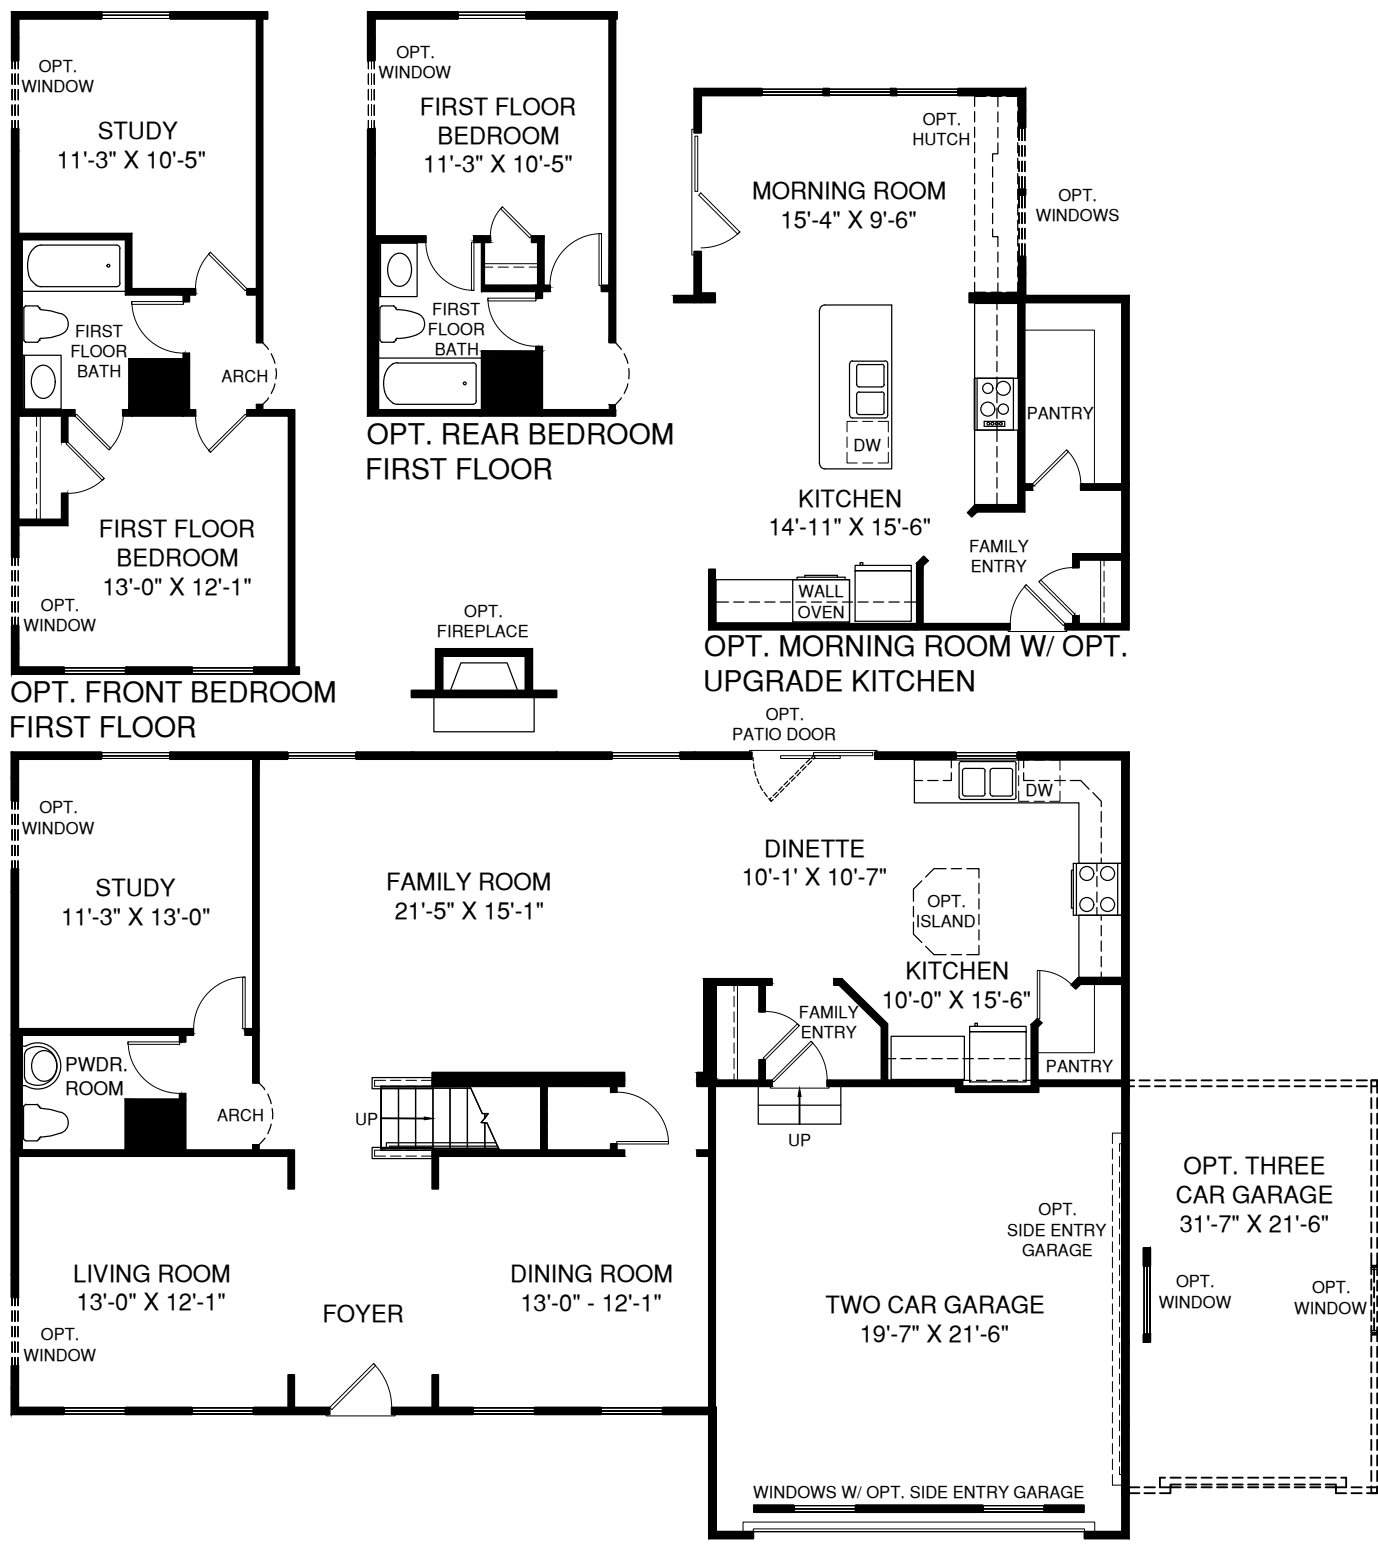 OPT.
WINDOW
STUDY
11'-3" X 10'-5"
FIRST
FLOOR
BATH
ARCH
FIRST FLOOR
BEDROOM
13'-0" X 12'-1"
OPT.
WINDOW
OPT. FRONT BEDROOM
FIRST FLOOR
OPT.
WINDOW
FIRST FLOOR
BEDROOM
11'-3" X 10'-5"
FIRST
FLOOR
BATH
OPT. REAR BEDROOM
FIRST FLOOR
OPT.
FIREPLACE
OPT.
HUTCH
MORNING ROOM
15'-4" X 9'-6"
OPT.
WINDOWS
PANTRY
DW
KITCHEN
14'-11" X 15'-6"
FAMILY
ENTRY
WALL
OVEN
OPT. MORNING ROOM W/ OPT.
UPGRADE KITCHEN
OPT.
PATIO DOOR
OPT.
WINDOW
STUDY
11'-3" X 13'-0"
FAMILY ROOM
21'-5" X 15'-1"
DINETTE
10'-1' X 10'-7"
DW
OPT.
ISLAND
KITCHEN
10'-0" X 15'-6"
FAMILY
ENTRY
PANTRY
PWDR.
ROOM
ARCH
UP
UP
LIVING ROOM
13'-0" X 12'-1"
OPT.
WINDOW
FOYER
DINING ROOM
13'-0" - 12'-1"
OPT.
SIDE ENTRY
GARAGE
TWO CAR GARAGE
19'-7" X 21'-6"
WINDOWS W/ OPT. SIDE ENTRY GARAGE
OPT. THREE
CAR GARAGE
31'-7" X 21'-6"
OPT.
WINDOW
OPT.
WINDOW